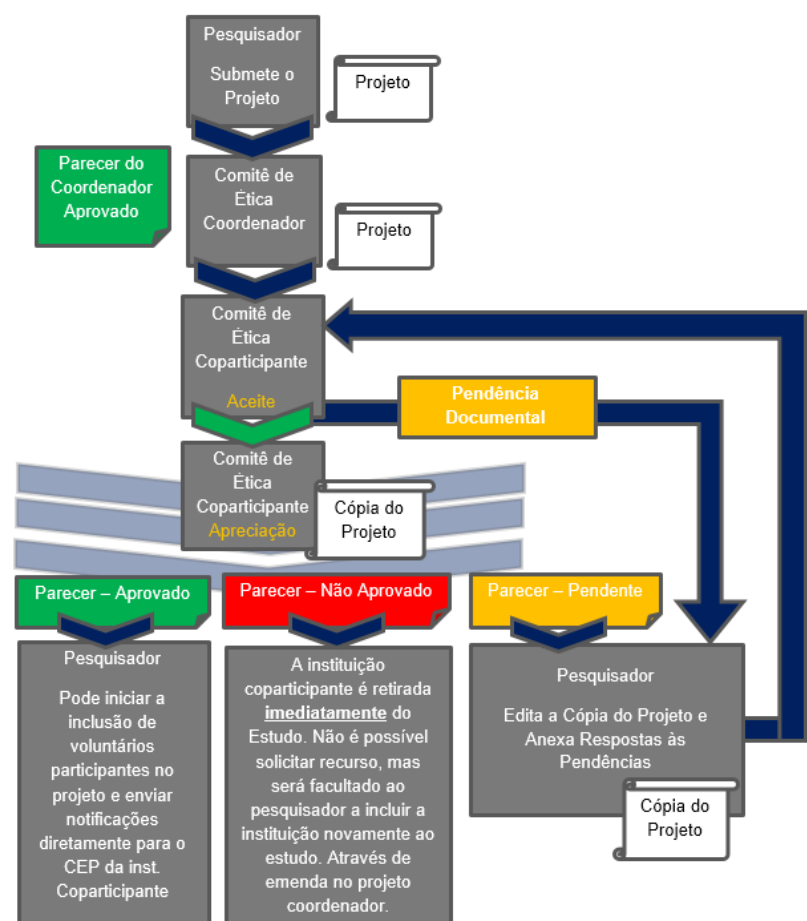 Pesquisador
Submete o
Projeto
Projeto
Parecer do
Coordenador
Aprovado
Comitê de
Ética
Coordenador
Projeto
Comitê de
Ética
Coparticipante
Aceite
Pendência
Documental
Comitê de
Ética
Coparticipante
Apreciação
Cópia do
Projeto
Parecer – Aprovado
Parecer – Não Aprovado
Parecer – Pendente
Pesquisador
Pode iniciar a
inclusão de
voluntários
participantes no
projeto e enviar
notificações
diretamente para o
CEP da inst.
Coparticipante
A instituição
coparticipante é retirada
imediatamente do
Estudo. Não é possível
solicitar recurso, mas
será facultado ao
pesquisador a incluir a
instituição novamente ao
estudo. Através de
emenda no projeto
coordenador.
Pesquisador
Edita a Cópia do Projeto e
Anexa Respostas às
Pendências
Cópia do
Projeto